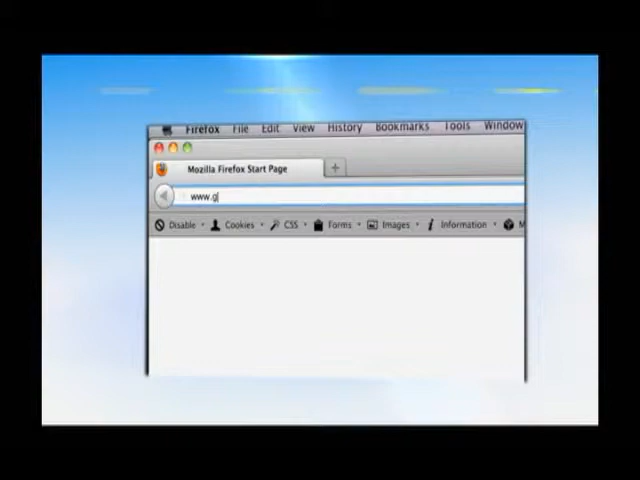 Firefox File Edit View History Bookmarks Tools Window
Mozilla Firefox Start Page
www.g
Disable Cookies CSS Forms Images Information M